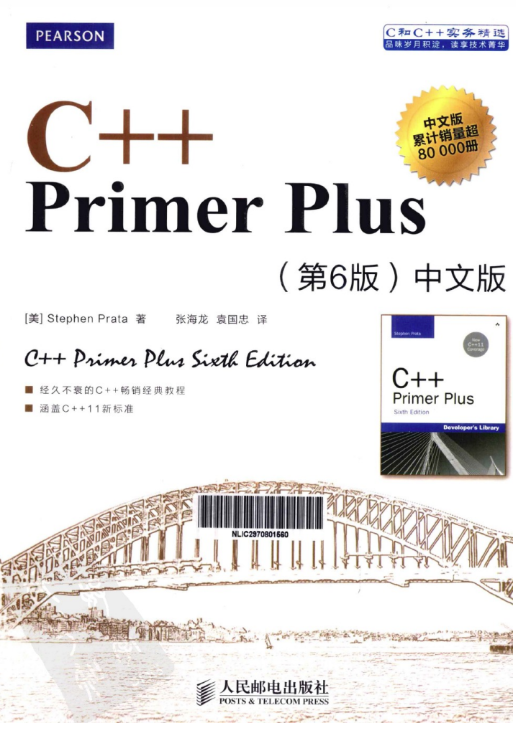 PEARSON
C和C++实务精选
品味岁月积淀，读享技术菁华
C++
Primer Plus
中文版
累计销量超
80 000册
（第6版）中文版
[美] Stephen Prata 著 张海龙 袁国忠 译
C++ Primer Plus Sixth Edition
经久不衰的C++畅销经典教程
涵盖C++11新标准
Stephen Prata
C++11
C++
Primer Plus
Sixth Edition
Developer's Library
NLIC2970801560
人民邮电出版社
POSTS & TELECOM PRESS